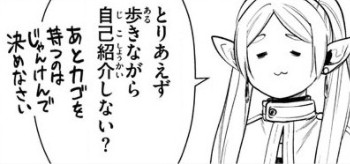 とりあえず
歩きながら
自己紹介しない？
あとカゴを
持つのは
じゃんけんで
決めなさい